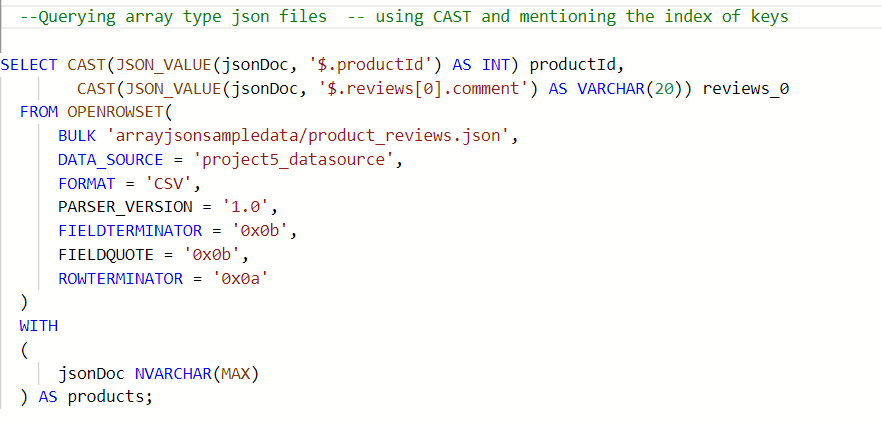 --Querying array type json files  -- using CAST and mentioning the index of keys
SELECT CAST(JSON_VALUE(jsonDoc, '$.productId') AS INT) productId,
CAST(JSON_VALUE(jsonDoc, '$.reviews[0].comment') AS VARCHAR(20)) reviews_0
FROM OPENROWSET(
BULK 'arrayjsonsampledata/product_reviews.json',
DATA_SOURCE = 'project5_datasource',
FORMAT = 'CSV',
PARSER_VERSION = '1.0',
FIELDTERMINATOR = '0x0b',
FIELDQUOTE = '0x0b',
ROWTERMINATOR = '0x0a'
)
WITH
(
jsonDoc NVARCHAR(MAX)
) AS products;